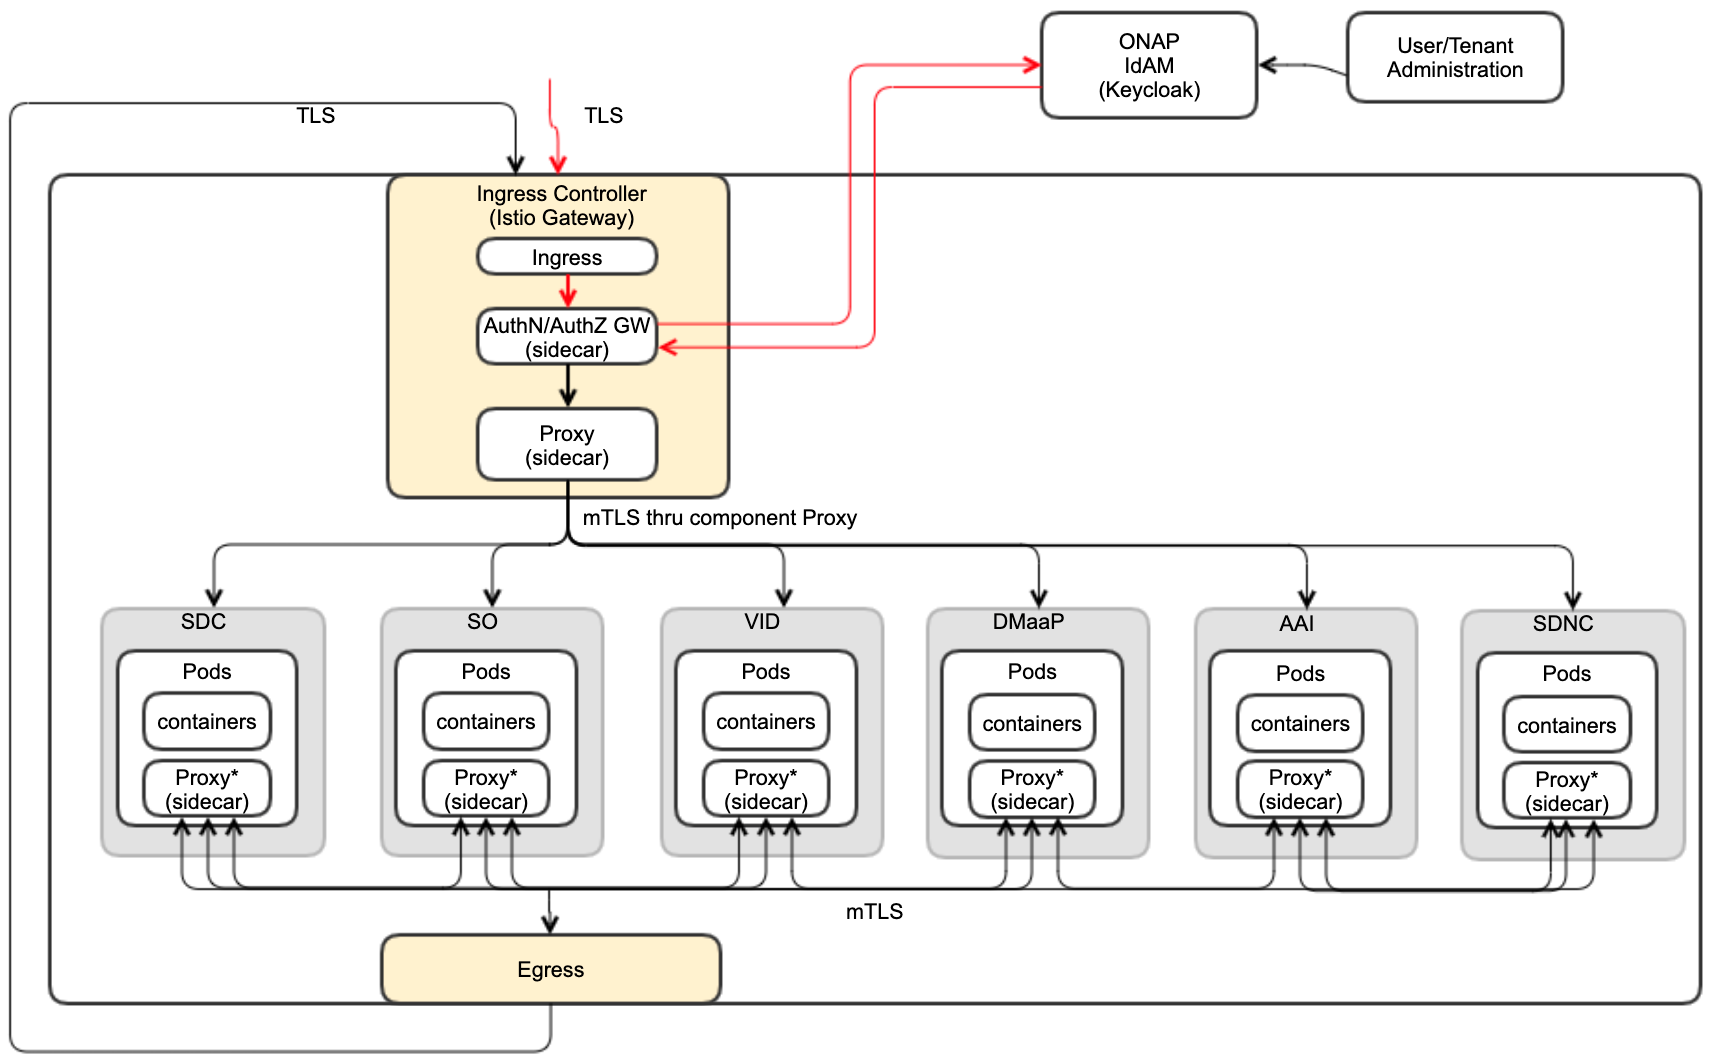 ONAP
IdAM
(Keycloak)
User/Tenant
Administration
TLS
TLS
Ingress Controller
(Istio Gateway)
Ingress
AuthN/AuthZ GW
(sidecar)
Proxy
(sidecar)
mTLS thru component Proxy
SDC
Pods
containers
Proxy*
(sidecar)
SO
Pods
containers
Proxy*
(sidecar)
VID
Pods
containers
Proxy*
(sidecar)
DMaaP
Pods
containers
Proxy*
(sidecar)
AAI
Pods
containers
Proxy*
(sidecar)
SDNC
Pods
containers
Proxy*
(sidecar)
mTLS
Egress